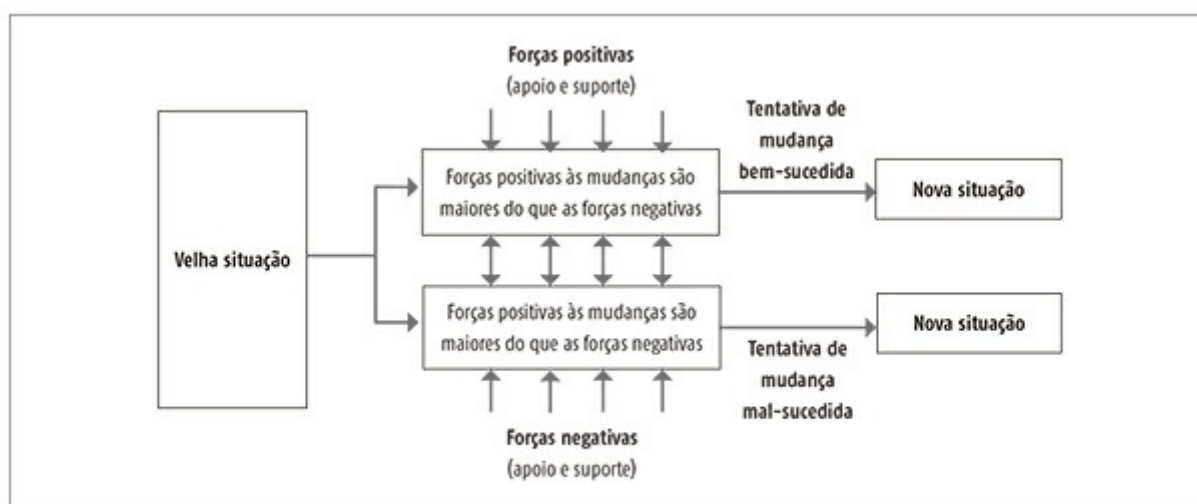 Forças positivas
(apoio e suporte)
Tentativa de
mudança
bem-sucedida
Forças positivas às mudanças são
maiores do que as forças negativas
Nova situação
Velha situação
Forças positivas às mudanças são
maiores do que as forças negativas
Nova situação
Tentativa de
mudança
mal-sucedida
Forças negativas
(apoio e suporte)